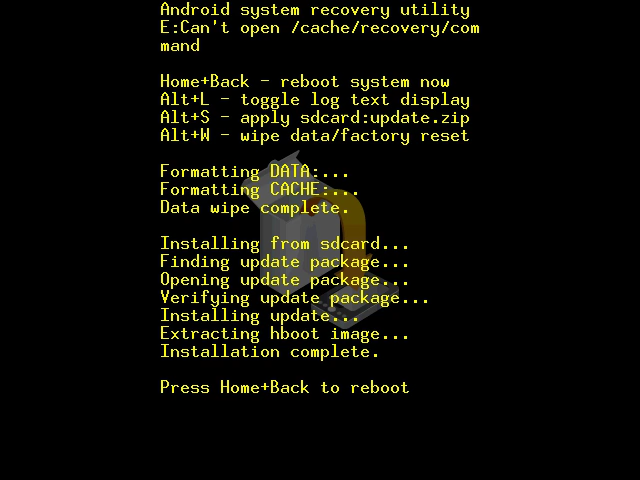 Android system recovery utility
E:Can't open /cache/recovery/com
mand
Home+Back - reboot system now
Alt+L - toggle log text display
Alt+S - apply sdcard:update.zip
Alt+W - wipe data/factory reset
Formatting DATA:...
Formatting CACHE:...
Data wipe complete.
Installing from sdcard...
Finding update package...
Opening update package...
Verifying update package...
Installing update...
Extracting hboot image...
Installation complete.
Press Home+Back to reboot